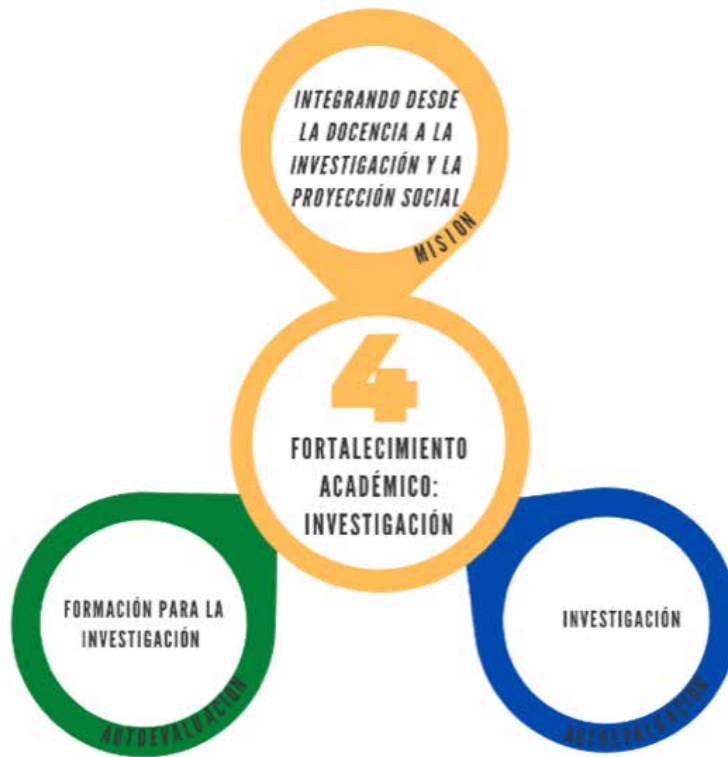 INTEGRANDO DESDE
LA DOCENCIA A LA
INVESTIGACIÓN Y LA
PROYECCIÓN SOCIAL
MISION
4
FORTALECIMIENTO
ACADÉMICO:
INVESTIGACIÓN
FORMACIÓN PARA LA
INVESTIGACIÓN
AUTOEVALUACION
INVESTIGACIÓN
AUTOEVALUACION